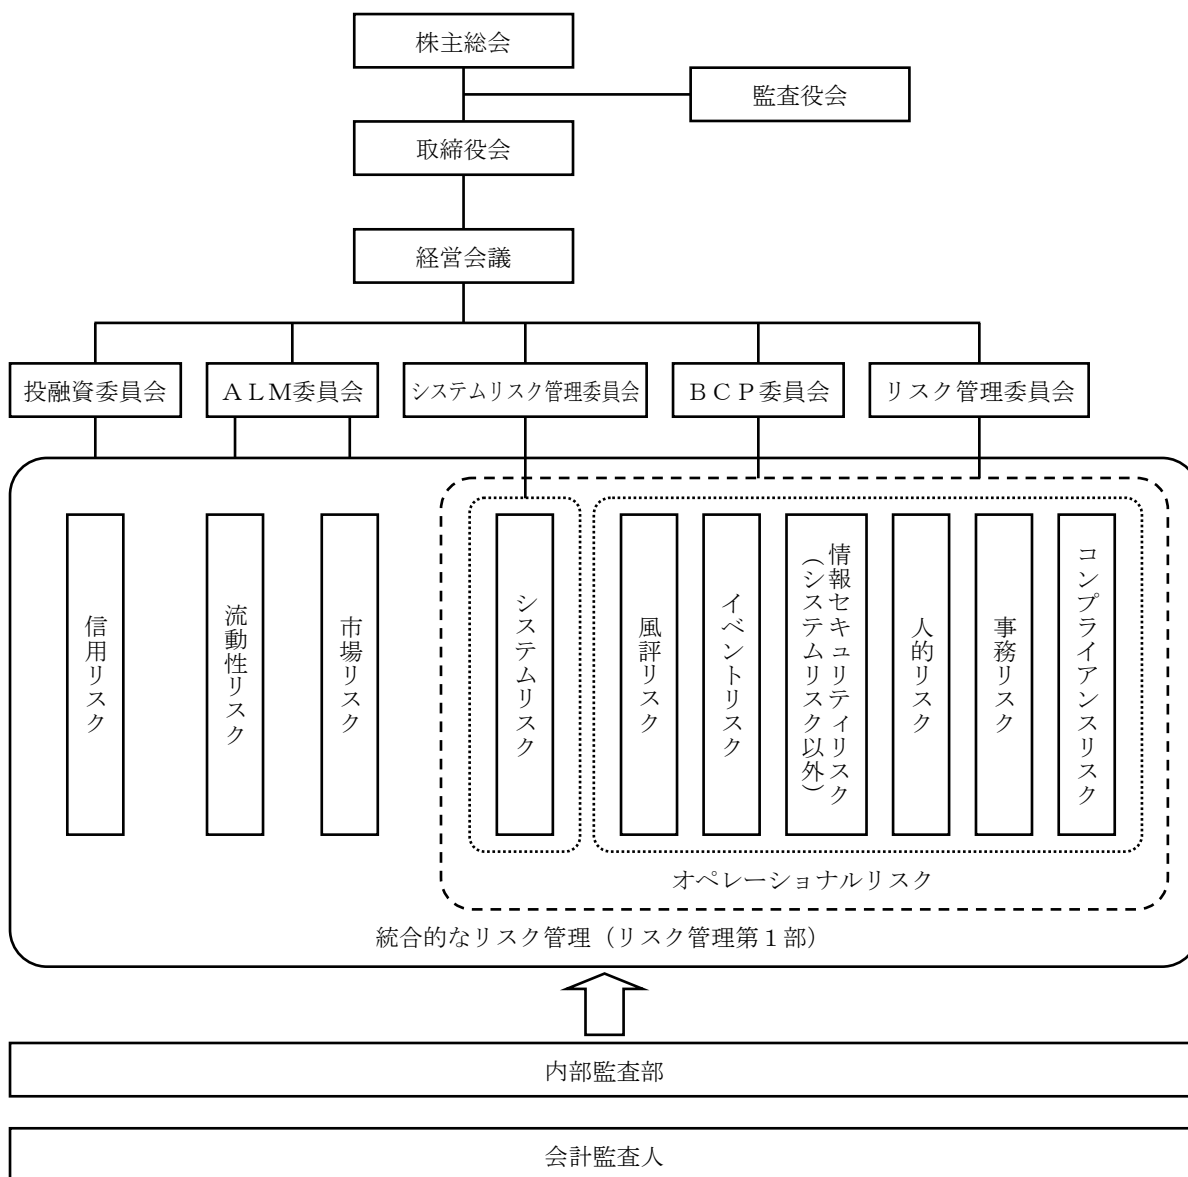 株主総会
監査役会
取締役会
経営会議
投融資委員会
ＡＬＭ委員会
システムリスク管理委員会
ＢＣＰ委員会
リスク管理委員会
信用リスク
流動性リスク
市場リスク
システムリスク
風評リスク
イベントリスク
情報セキュリティリスク
（システムリスク以外）
人的リスク
事務リスク
コンプライアンスリスク
オペレーショナルリスク
統合的なリスク管理（リスク管理第１部）
内部監査部
会計監査人